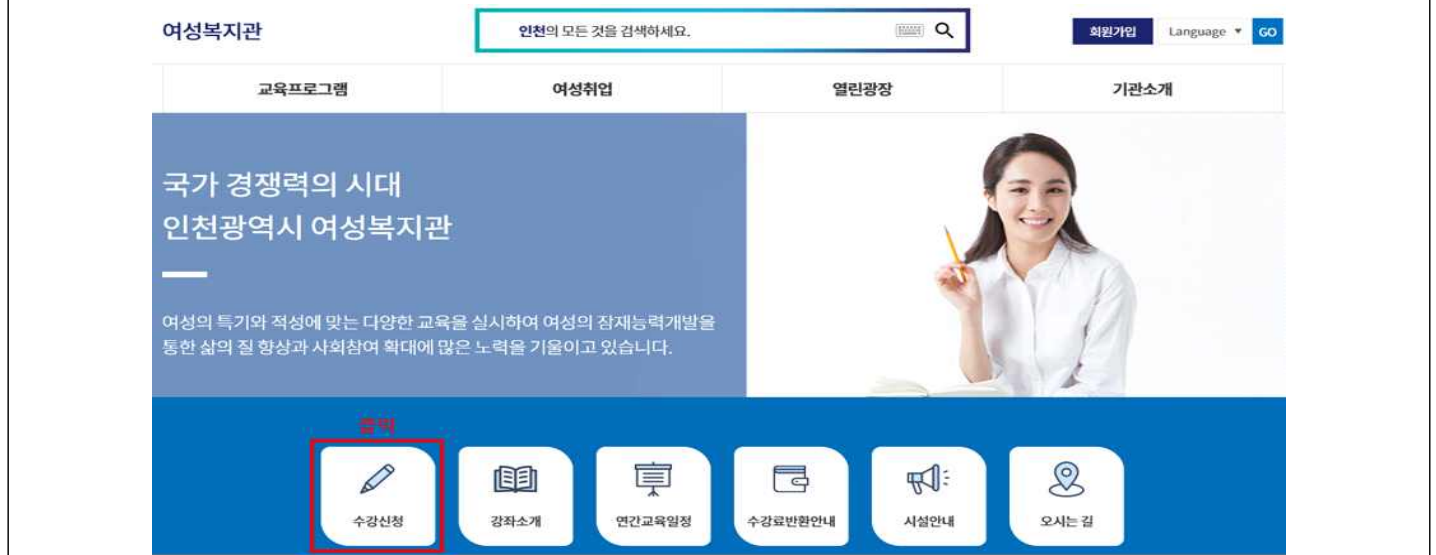 여성복지관
인천의 모든 것을 검색하세요.
회원가입 Language ▼ GO
교육프로그램 여성취업 열린광장 기관소개
국가 경쟁력의 시대
인천광역시 여성복지관
여성의 특기와 적성에 맞는 다양한 교육을 실시하여 여성의 잠재능력개발을
통한 삶의 질 향상과 사회참여 확대에 많은 노력을 기울이고 있습니다.
클릭
수강신청 강좌소개 연간교육일정 수강료반환안내 시설안내 오시는 길